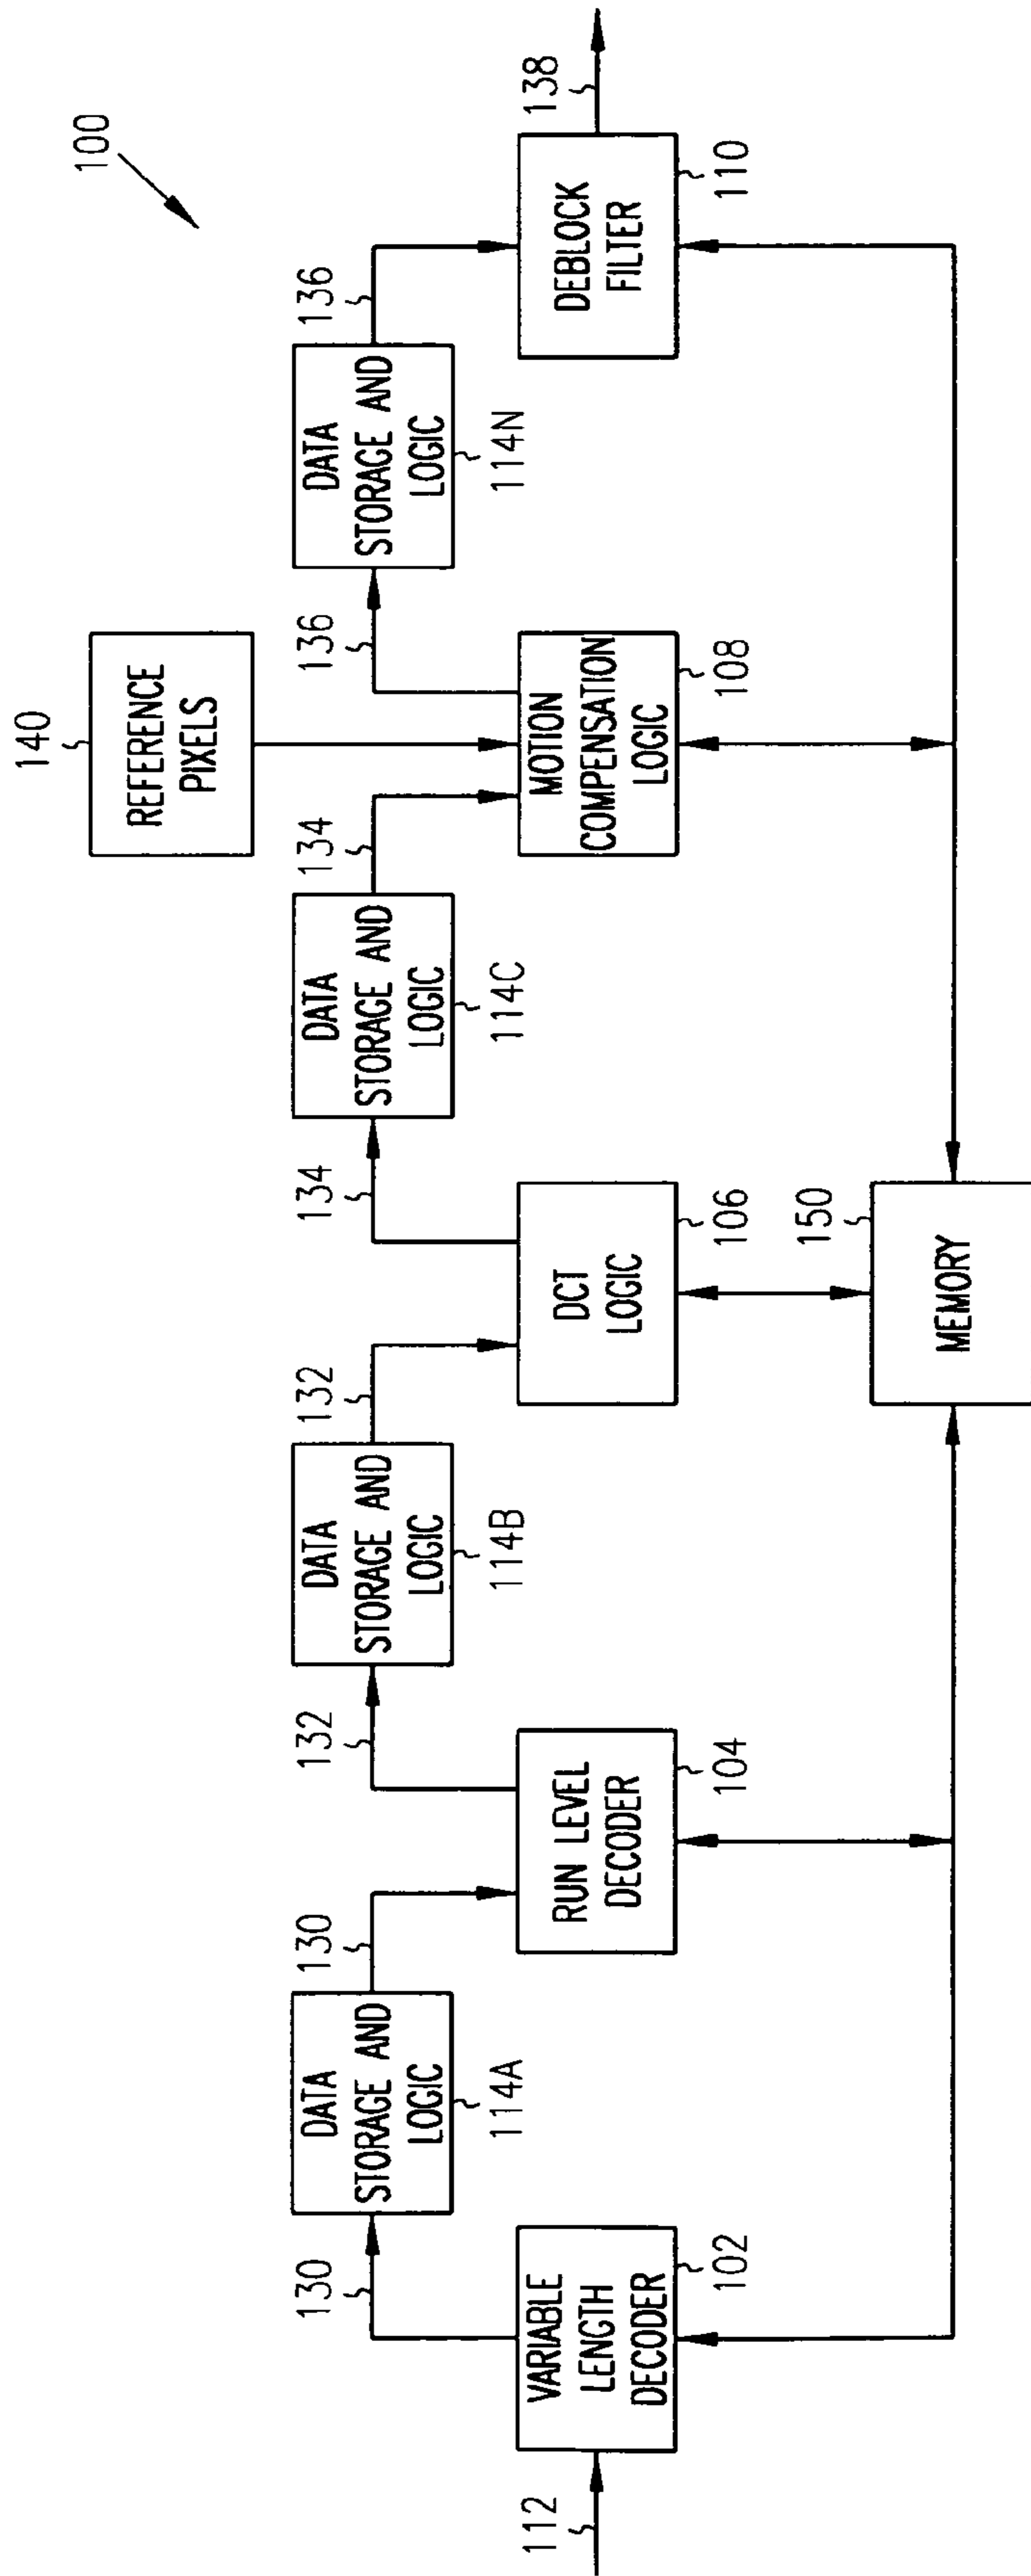 100
140
REFERENCE
PIXELS
130
DATA
STORAGE AND
LOGIC
114A
130
132
DATA
STORAGE AND
LOGIC
114B
132
134
DATA
STORAGE AND
LOGIC
114C
134
136
DATA
STORAGE AND
LOGIC
114N
136
112
VARIABLE
LENGTH
DECODER
102
RUN LEVEL
DECODER
104
DCT
LOGIC
106
MOTION
COMPENSATION
LOGIC
108
DEBLOCK
FILTER
110
138
150
MEMORY